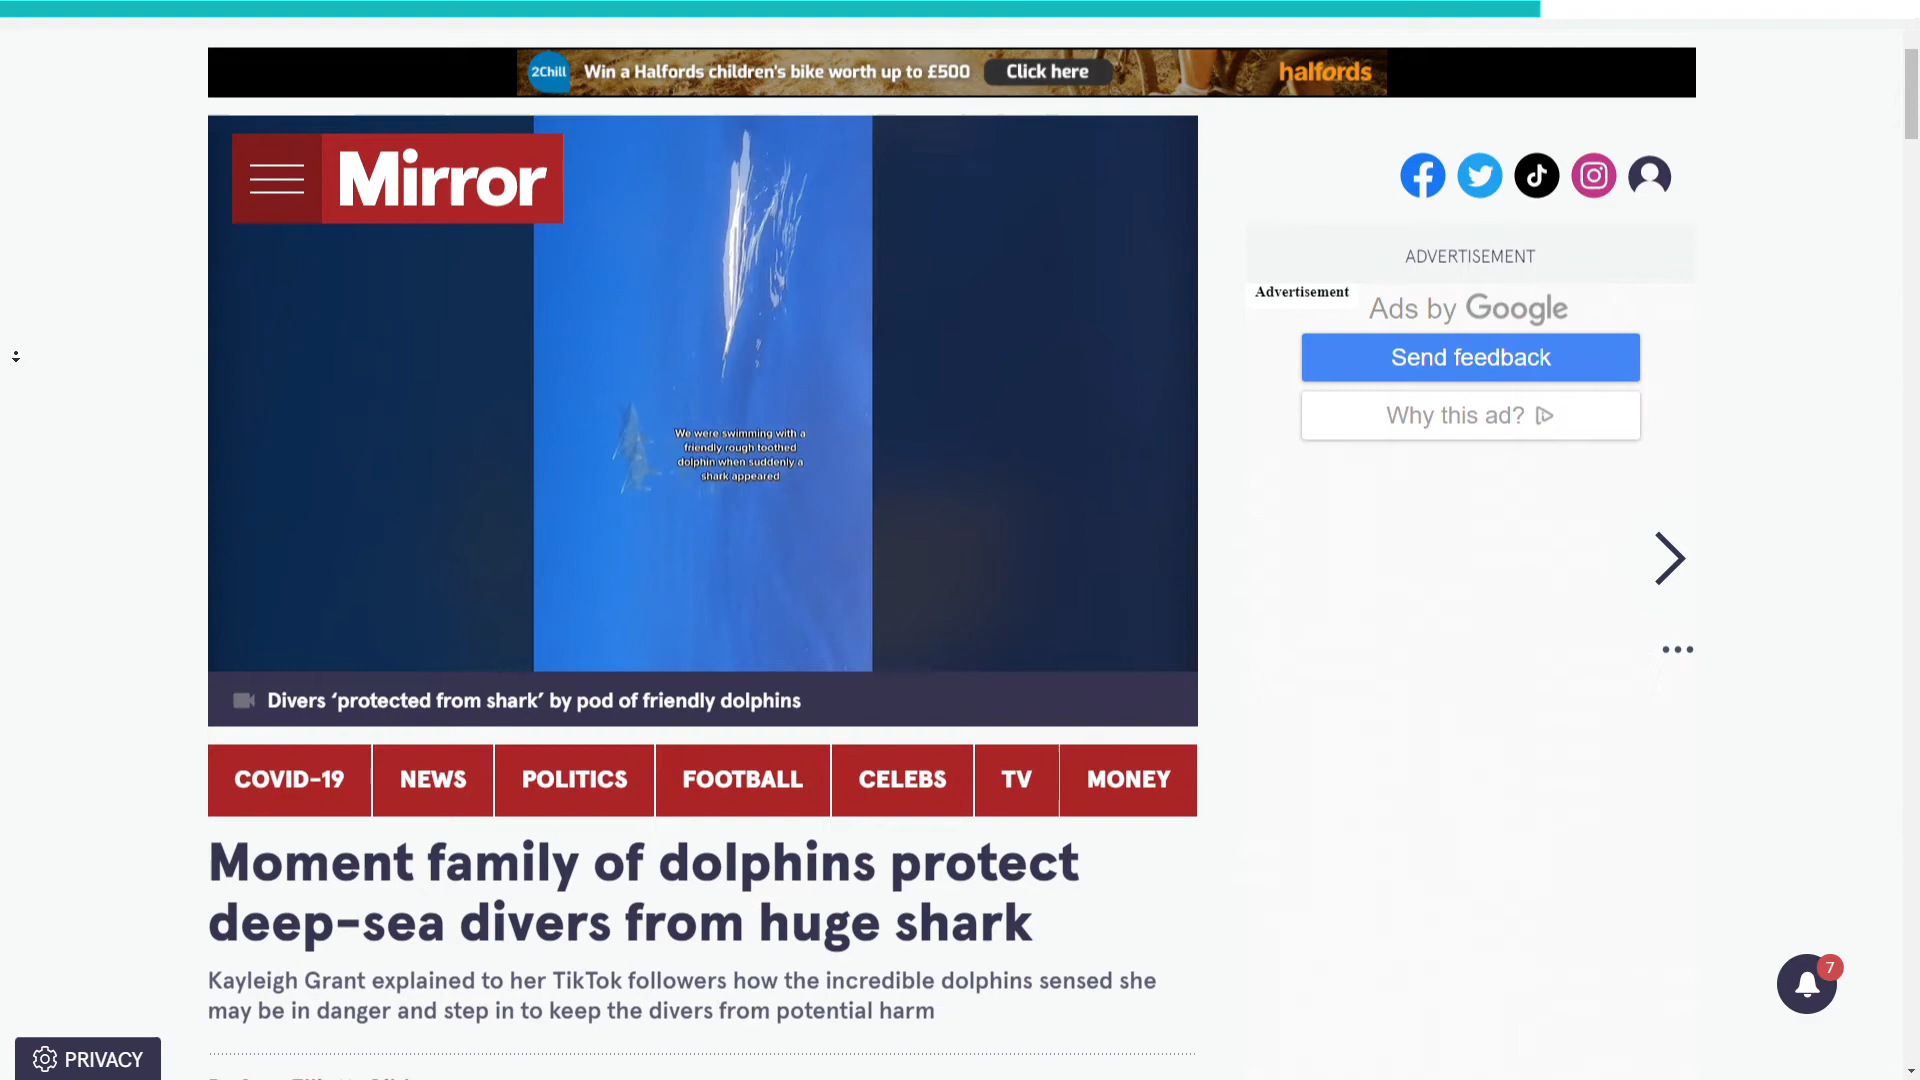 2Chill Win a Halfords children's bike worth up to £500 Click here halfords
Mirror
ADVERTISEMENT
Advertisement
Ads by Google
Send feedback
Why this ad?
We were swimming with a
friendly rough toothed
dolphin when suddenly a
shark appeared
Divers ‘protected from shark’ by pod of friendly dolphins
COVID-19 NEWS POLITICS FOOTBALL CELEBS TV MONEY
Moment family of dolphins protect
deep-sea divers from huge shark
Kayleigh Grant explained to her TikTok followers how the incredible dolphins sensed she
may be in danger and step in to keep the divers from potential harm
7
PRIVACY